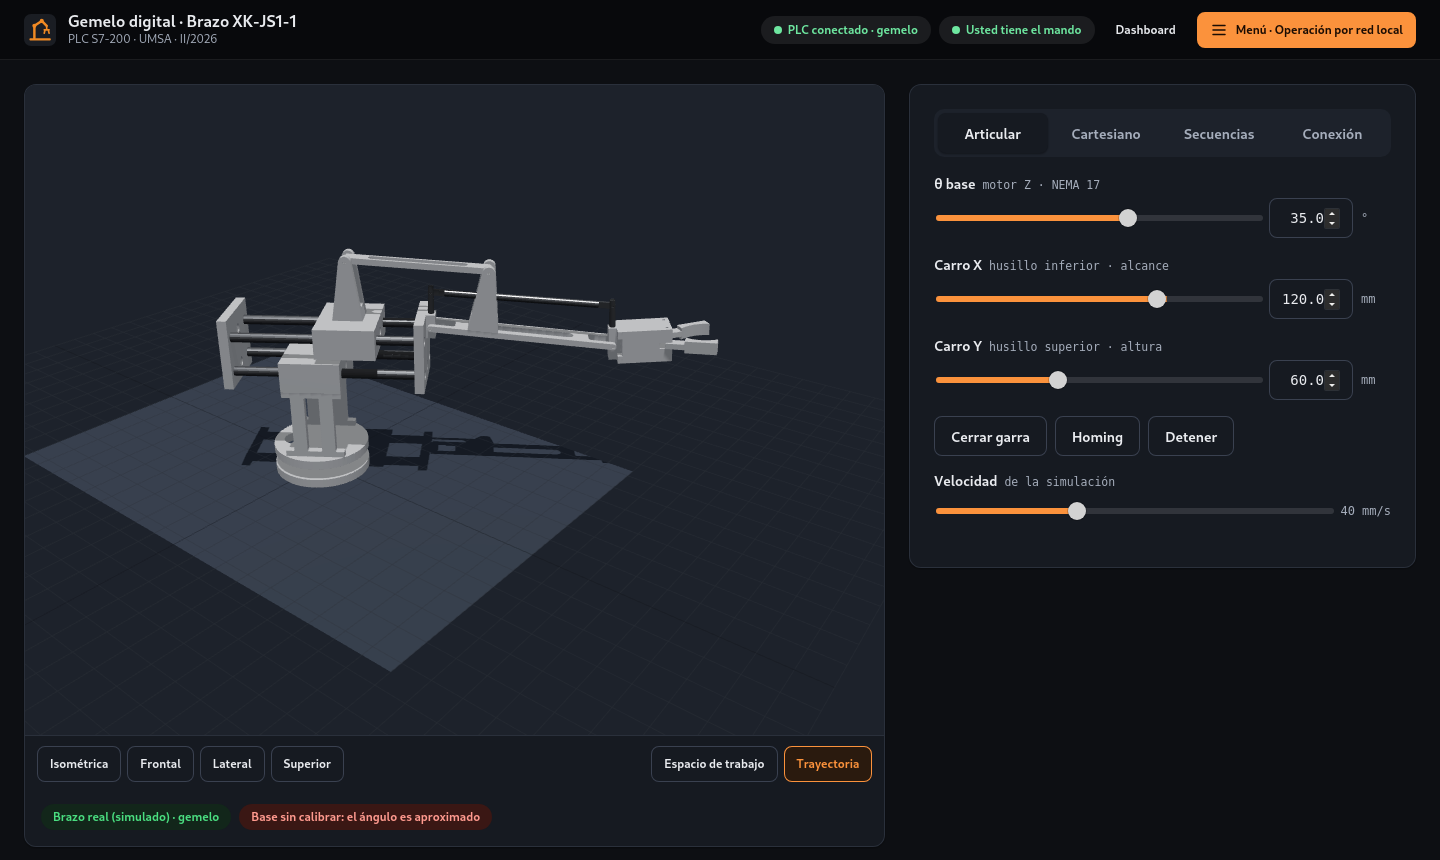 Gemelo digital · Brazo XK-JS1-1
PLC S7-200 · UMSA · II/2026
PLC conectado · gemelo
Usted tiene el mando
Dashboard
Menú · Operación por red local
Articular
Cartesiano
Secuencias
Conexión
θ base motor Z · NEMA 17
35.0 °
Carro X husillo inferior · alcance
120.0 mm
Carro Y husillo superior · altura
60.0 mm
Cerrar garra
Homing
Detener
Velocidad de la simulación
40 mm/s
Isométrica
Frontal
Lateral
Superior
Espacio de trabajo
Trayectoria
Brazo real (simulado) · gemelo
Base sin calibrar: el ángulo es aproximado